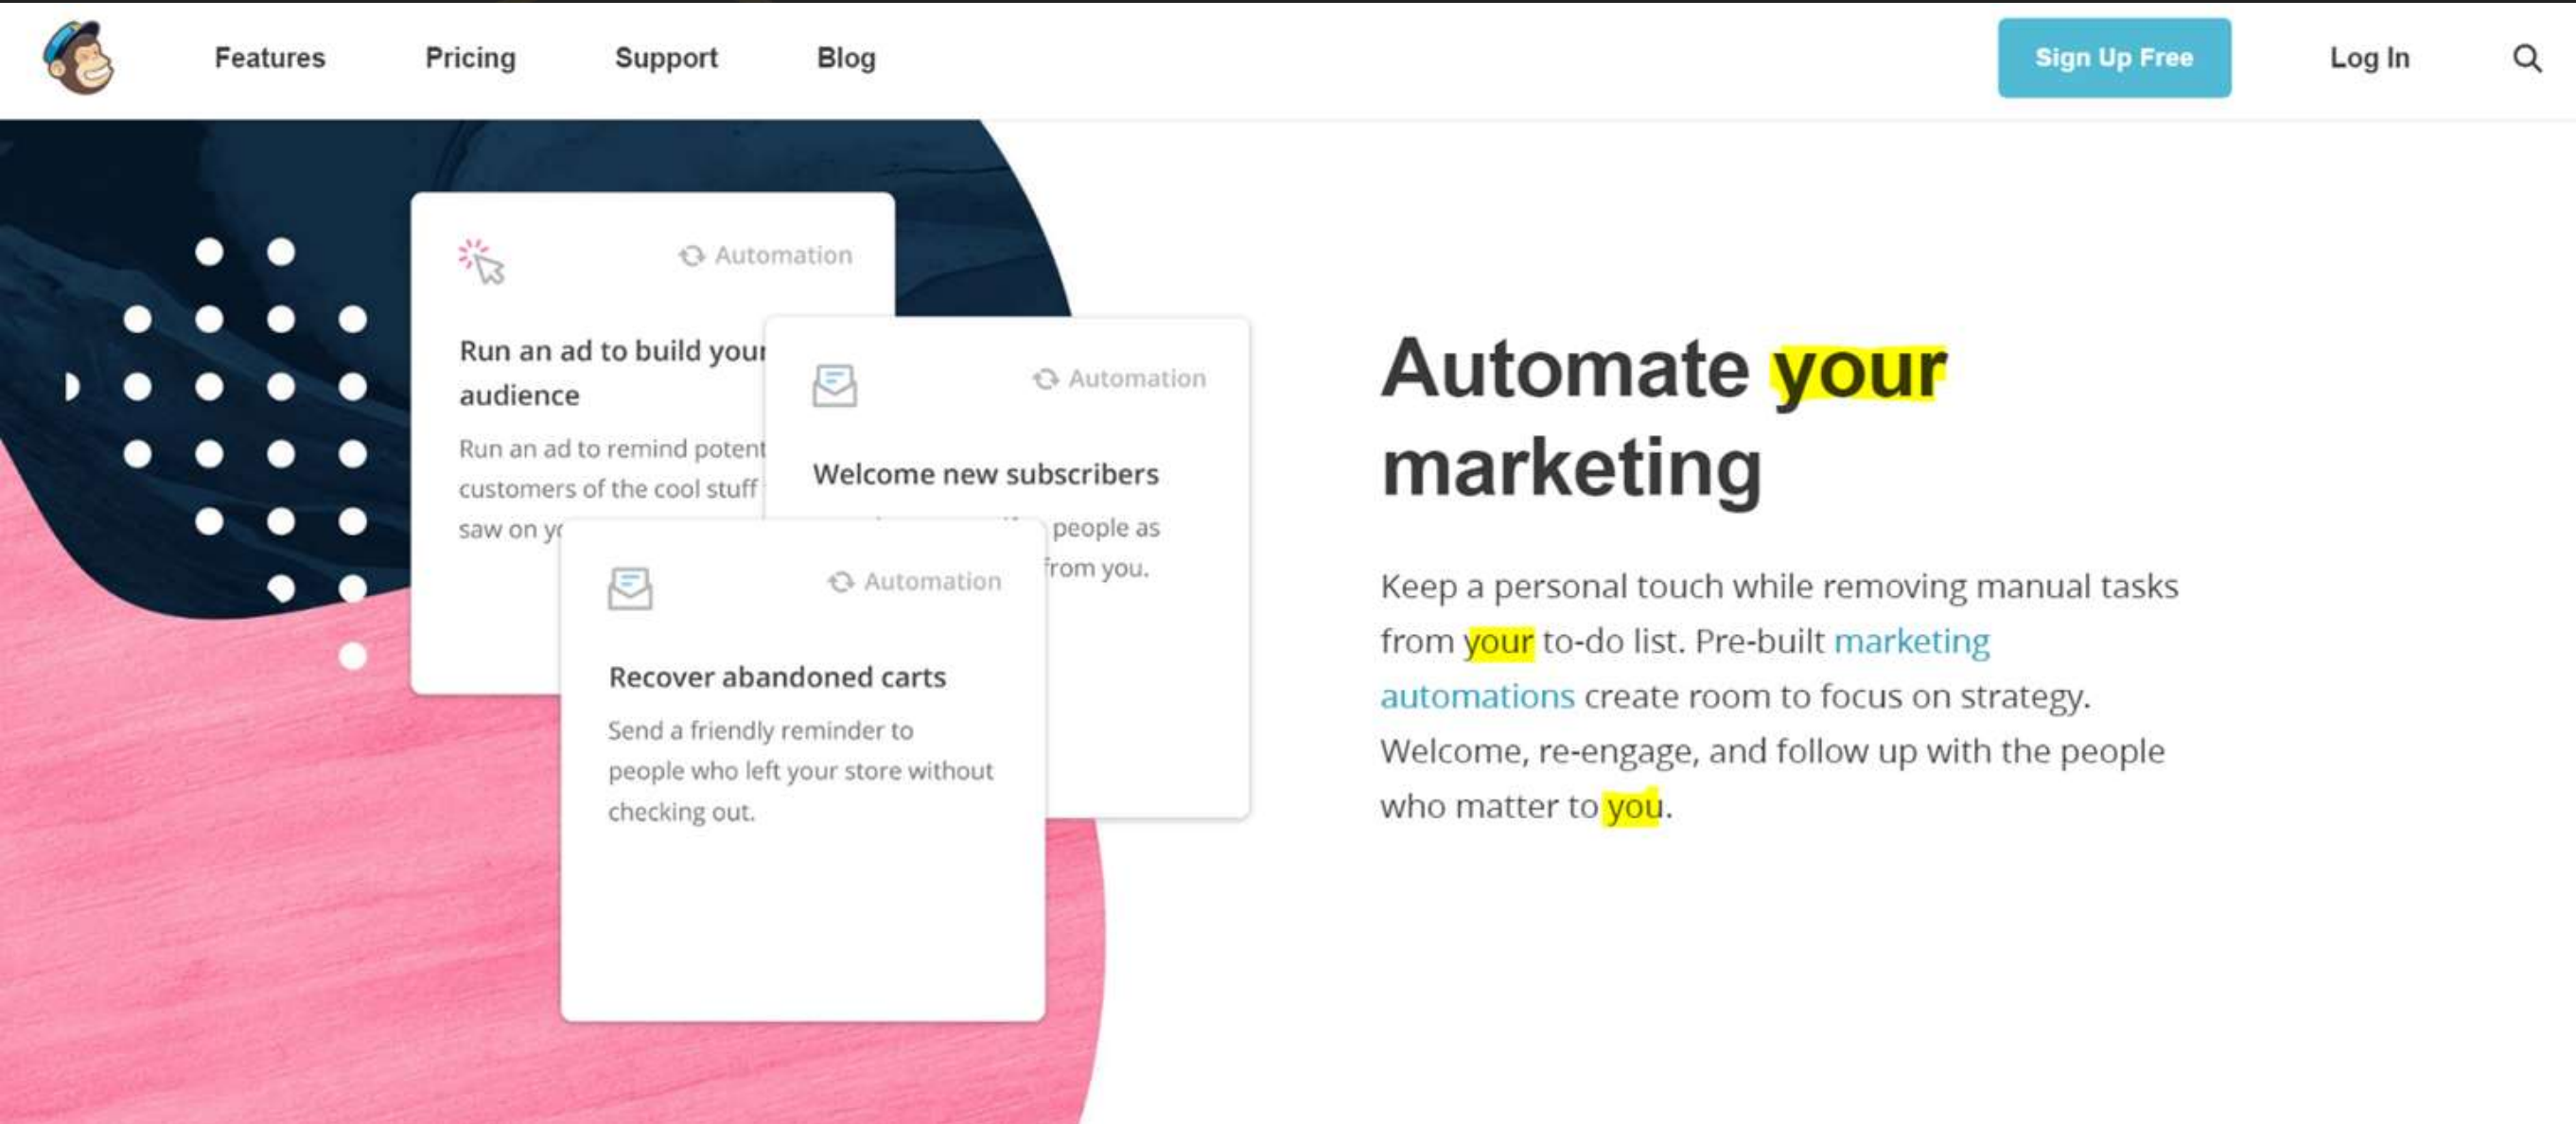 Features Pricing Support Blog Sign Up Free Log In
Automation
Run an ad to build your
audience
Run an ad to remind
customers of the cool stuff
saw on
Automation
Welcome new subscribers
people as
from you.
Automation
Recover abandoned carts
Send a friendly reminder to
people who left your store without
checking out.
Automate your
marketing
Keep a personal touch while removing manual tasks
from your to-do list. Pre-built marketing
automations create room to focus on strategy.
Welcome, re-engage, and follow up with the people
who matter to you.